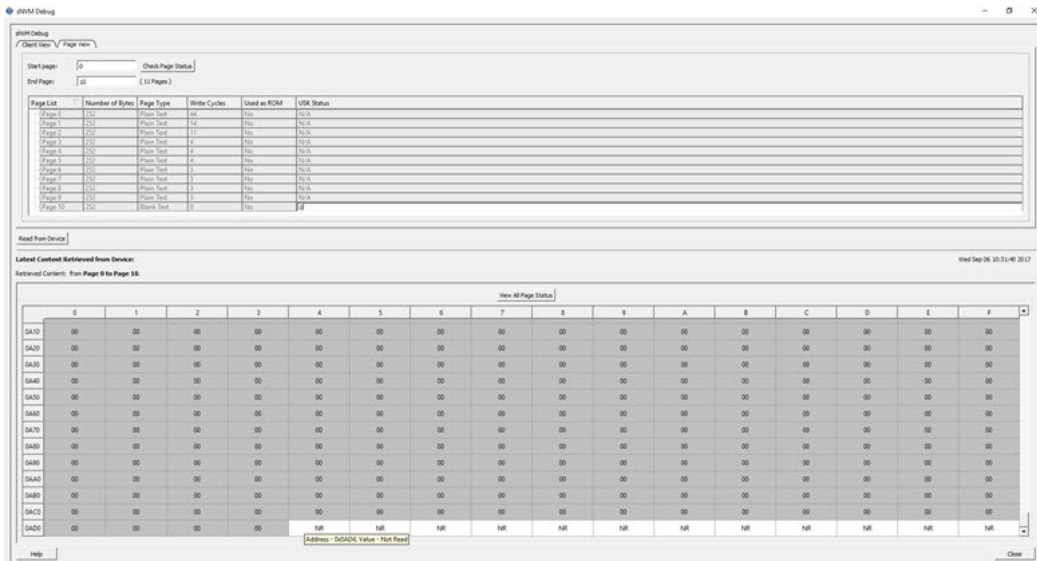 sNVM Debug
sNVM Debug
Client View Page View
Start page: 0 Check Page Status
End Page: 10 ( 11 Pages )
Page List Number of Bytes Page Type Write Cycles Used as ROM USK Status
Page 0 252 Plain Text 44 No N/A
Page 1 252 Plain Text 14 No N/A
Page 2 252 Plain Text 11 No N/A
Page 3 252 Plain Text 4 No N/A
Page 4 252 Plain Text 4 No N/A
Page 5 252 Plain Text 4 No N/A
Page 6 252 Plain Text 3 No N/A
Page 7 252 Plain Text 3 No N/A
Page 8 252 Plain Text 3 No N/A
Page 9 252 Plain Text 3 No N/A
Page 10 252 Blank Text 0 No
Read from Device
Latest Content Retrieved from Device: Wed Sep 06 10:31:40 2017
Retrieved Content: from Page 0 to Page 10.
View All Page Status
0 1 2 3 4 5 6 7 8 9 A B C D E F
0A10 00 00 00 00 00 00 00 00 00 00 00 00 00 00 00 00
0A20 00 00 00 00 00 00 00 00 00 00 00 00 00 00 00 00
0A30 00 00 00 00 00 00 00 00 00 00 00 00 00 00 00 00
0A40 00 00 00 00 00 00 00 00 00 00 00 00 00 00 00 00
0A50 00 00 00 00 00 00 00 00 00 00 00 00 00 00 00 00
0A60 00 00 00 00 00 00 00 00 00 00 00 00 00 00 00 00
0A70 00 00 00 00 00 00 00 00 00 00 00 00 00 00 00 00
0A80 00 00 00 00 00 00 00 00 00 00 00 00 00 00 00 00
0A90 00 00 00 00 00 00 00 00 00 00 00 00 00 00 00 00
0AA0 00 00 00 00 00 00 00 00 00 00 00 00 00 00 00 00
0AB0 00 00 00 00 00 00 00 00 00 00 00 00 00 00 00 00
0AC0 00 00 00 00 00 00 00 00 00 00 00 00 00 00 00 00
0AD0 00 00 00 00 NR NR NR NR NR NR NR NR NR NR NR NR
Address - 0x0AD4, Value - Not Read
Help Close